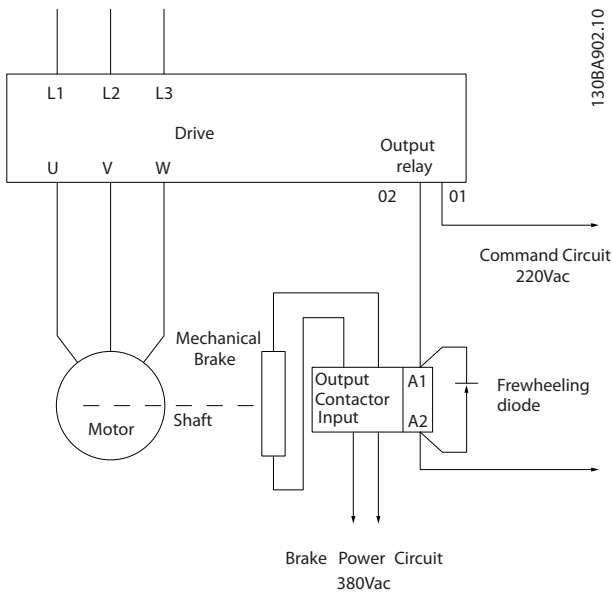 130BA902.10
L1 L2 L3
Drive
Output
relay
U V W
02 01
Command Circuit
220Vac
Mechanical
Brake
Output
Contactor
Input
A1
A2
Frewheeling
diode
Motor
Shaft
Brake Power Circuit
380Vac